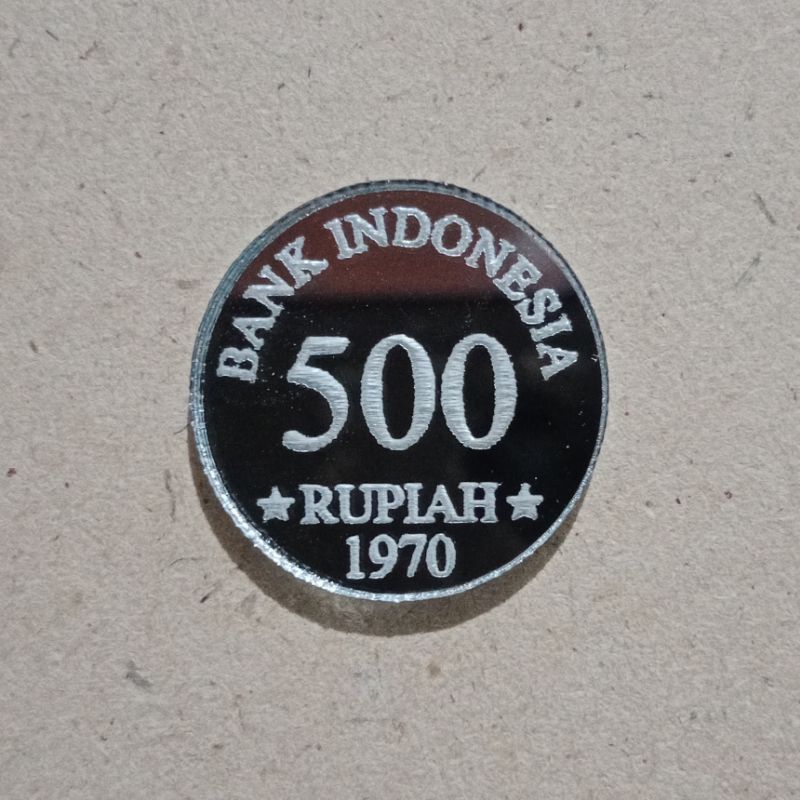 BANK INDONESIA
500
★ RUPIAH ★
1970